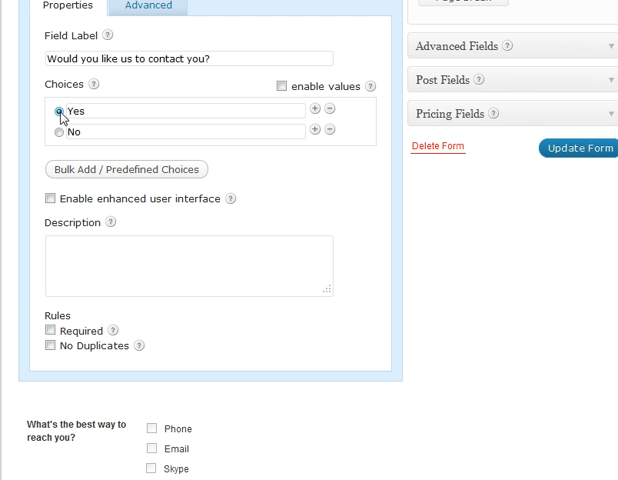 Properties
Advanced
Field Label ?
Would you like us to contact you?
Choices ?
enable values ?
Yes
No
Bulk Add / Predefined Choices
Enable enhanced user interface ?
Description ?
Rules
Required ?
No Duplicates ?
What's the best way to
reach you?
Phone
Email
Skype
Page Break
Advanced Fields ?
Post Fields ?
Pricing Fields ?
Delete Form
Update Form